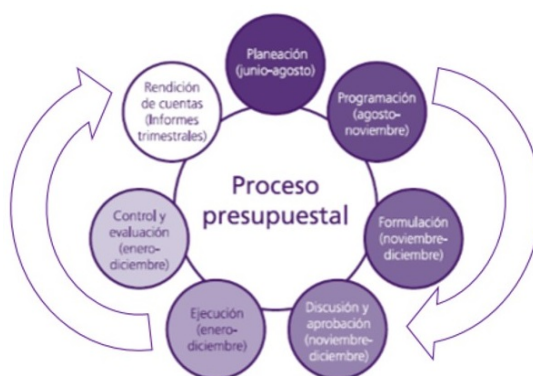 Planeación
(junio-agosto)
Programación
(agosto-
noviembre)
Formulación
(noviembre-
diciembre)
Discusión y
aprobación
(noviembre-
diciembre)
Ejecución
(enero-
diciembre)
Control y
evaluación
(enero-
diciembre)
Rendición
de cuentas
(Informes
trimestrales)
Proceso
presupuestal